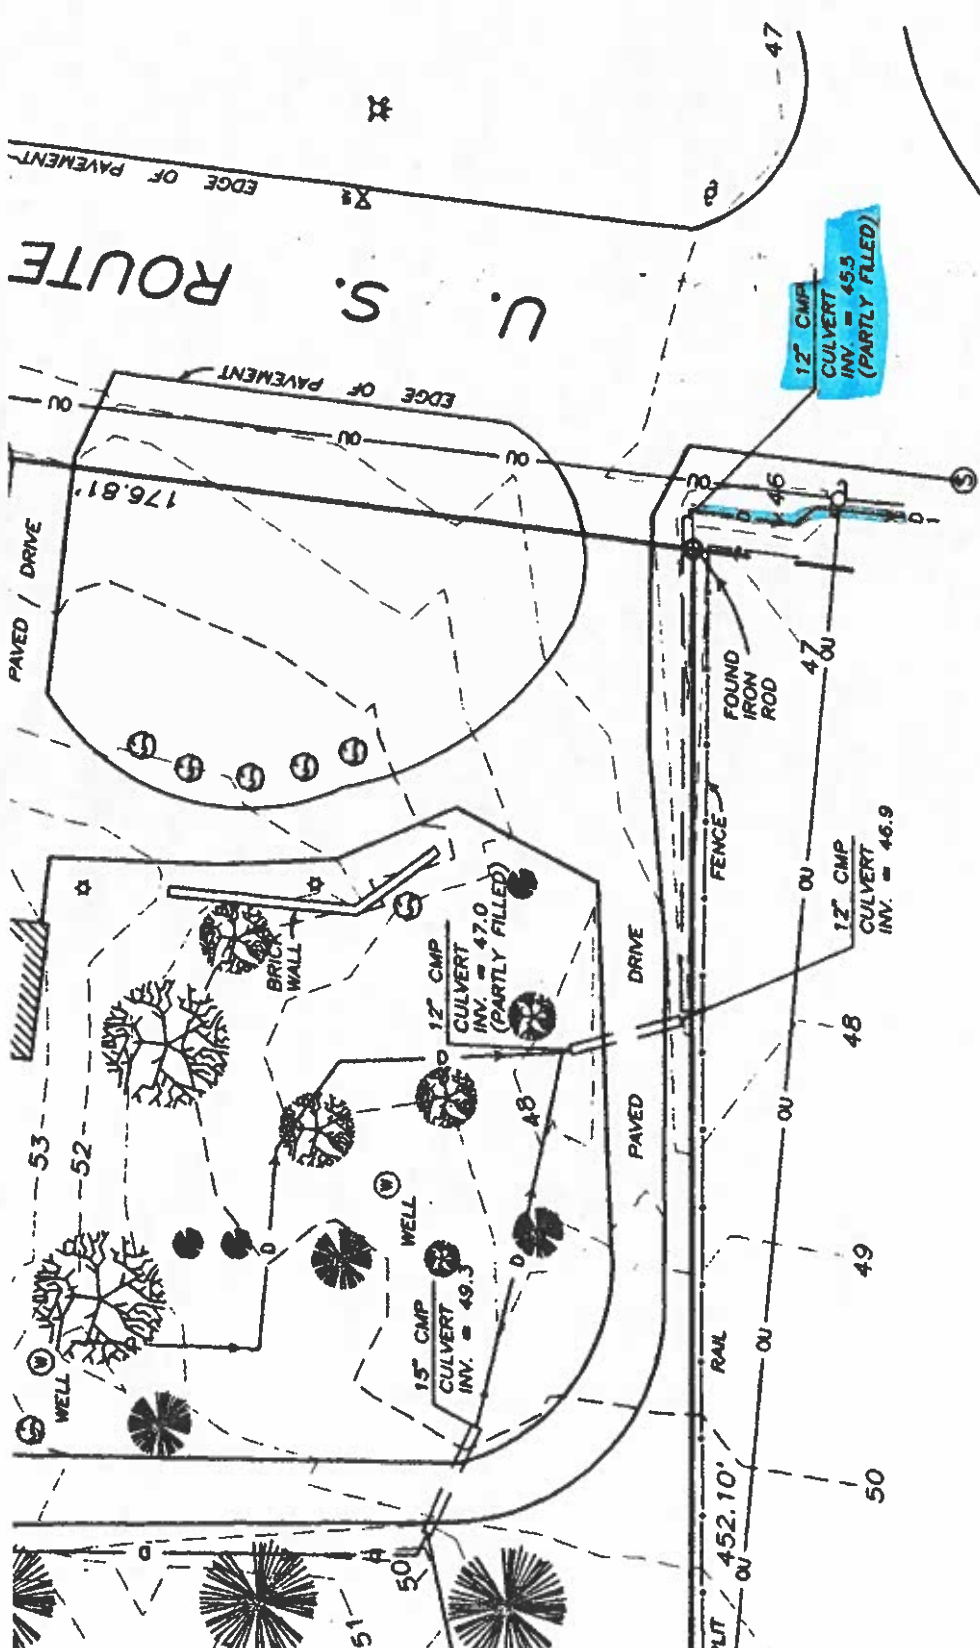 47
EDGE OF PAVEMENT
U. S. ROUTE
12" CMP
CULVERT
INV. = 45.5
(PARTLY FILLED)
EDGE OF PAVEMENT
OU
OU
OU
OU
176.81'
PAVED DRIVE
46
D
D
S
FOUND
IRON
ROD
47
OU
FENCE
OU
12" CMP
CULVERT
INV. = 46.9
BRICK
WALL
12" CMP
CULVERT
INV. = 47.0
(PARTLY FILLED)
D
PAVED DRIVE
48
48
OU
53
52
W
WELL
D
D
15" CMP
CULVERT
INV. = 49.3
49
RAIL
OU
W
WELL
50
452.10'
OU
D
D
50
51